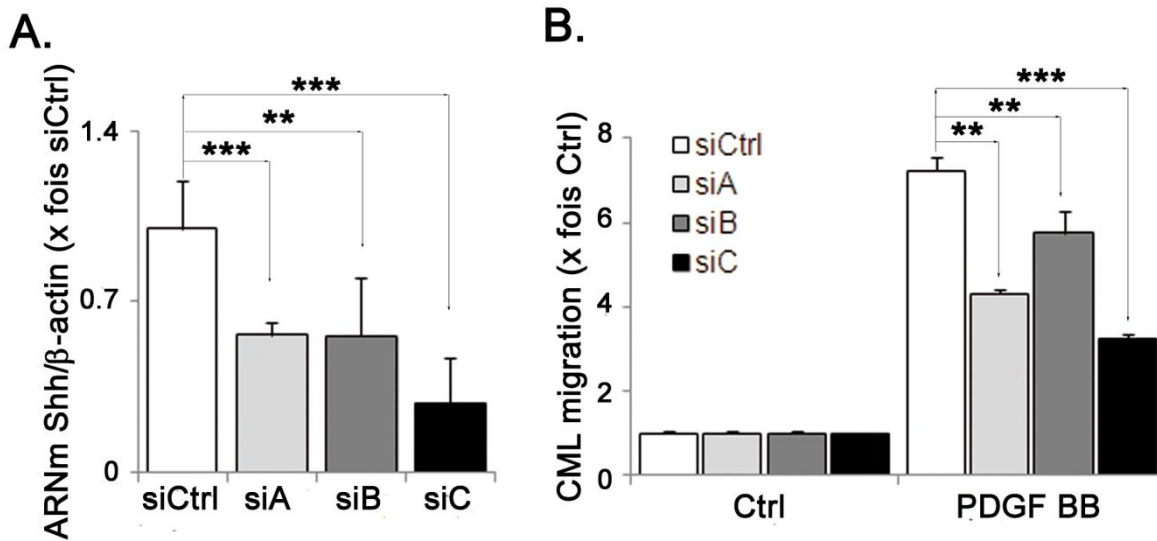 A.
ARNm Shh/β-actin (x fois siCtrl)
1.4
0.7
0
***
**
***
siCtrl siA siB siC
B.
CML migration (x fois Ctrl)
8
6
4
2
0
siCtrl
siA
siB
siC
***
**
**
Ctrl PDGF BB